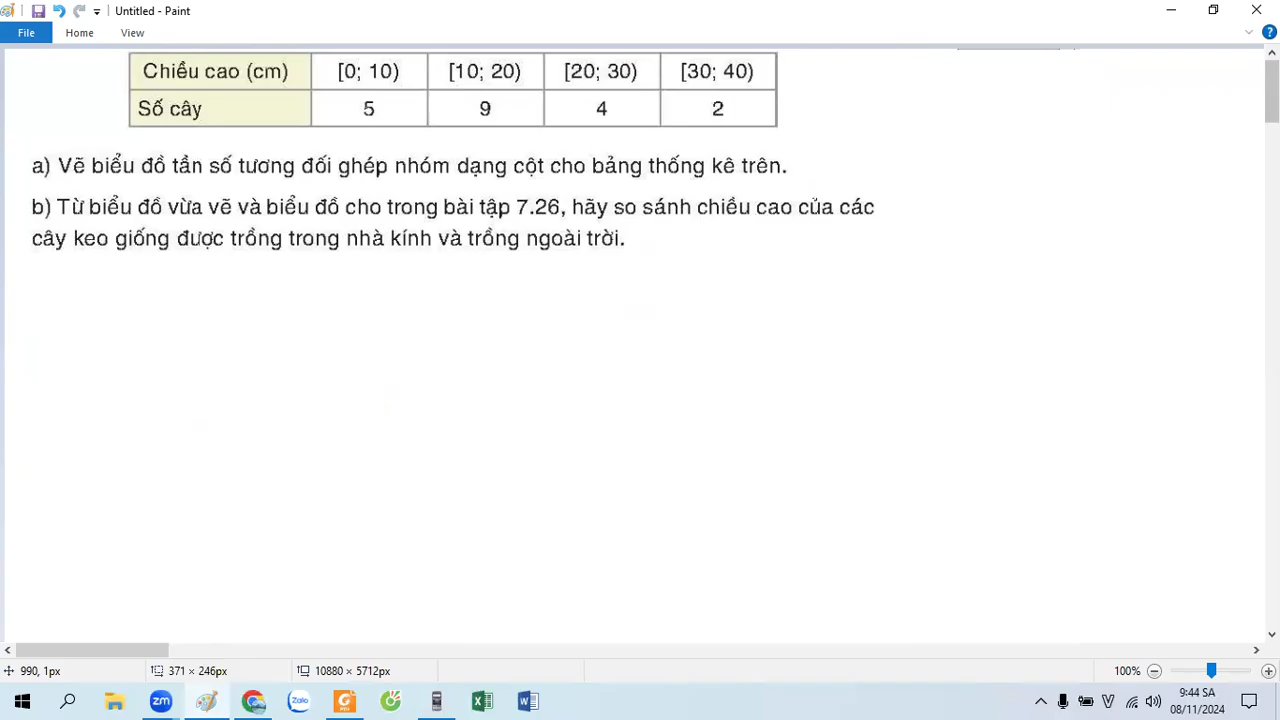 Untitled - Paint
File Home View
Chiều cao (cm) [0; 10) [10; 20) [20; 30) [30; 40)
Số cây 5 9 4 2
a) Vẽ biểu đồ tần số tương đối ghép nhóm dạng cột cho bảng thống kê trên.
b) Từ biểu đồ vừa vẽ và biểu đồ cho trong bài tập 7.26, hãy so sánh chiều cao của các
cây keo giống được trồng trong nhà kính và trồng ngoài trời.
990, 1px 371 × 246px 10880 × 5712px 100%
zm Zalo 9:44 SA
08/11/2024